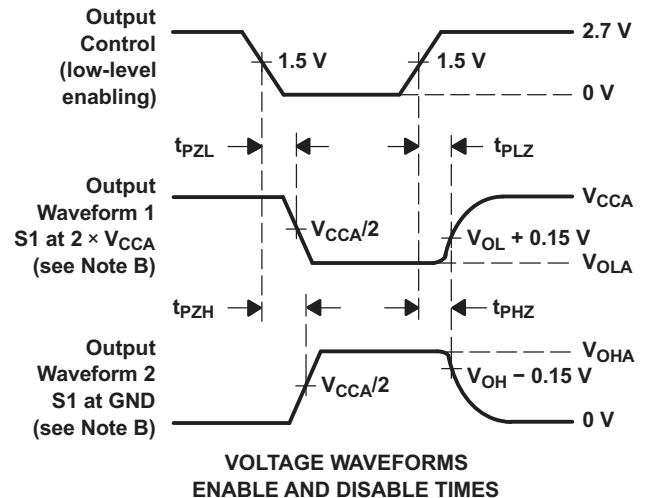 Output
Control
(low-level
enabling)
1.5 V
1.5 V
2.7 V
0 V
tPZL
tPLZ
Output
Waveform 1
S1 at 2 × VCCA
(see Note B)
VCCA/2
VCCA
VOL + 0.15 V
VOLA
tPZH
tPHZ
Output
Waveform 2
S1 at GND
(see Note B)
VCCA/2
VOHA
VOH − 0.15 V
0 V
VOLTAGE WAVEFORMS
ENABLE AND DISABLE TIMES